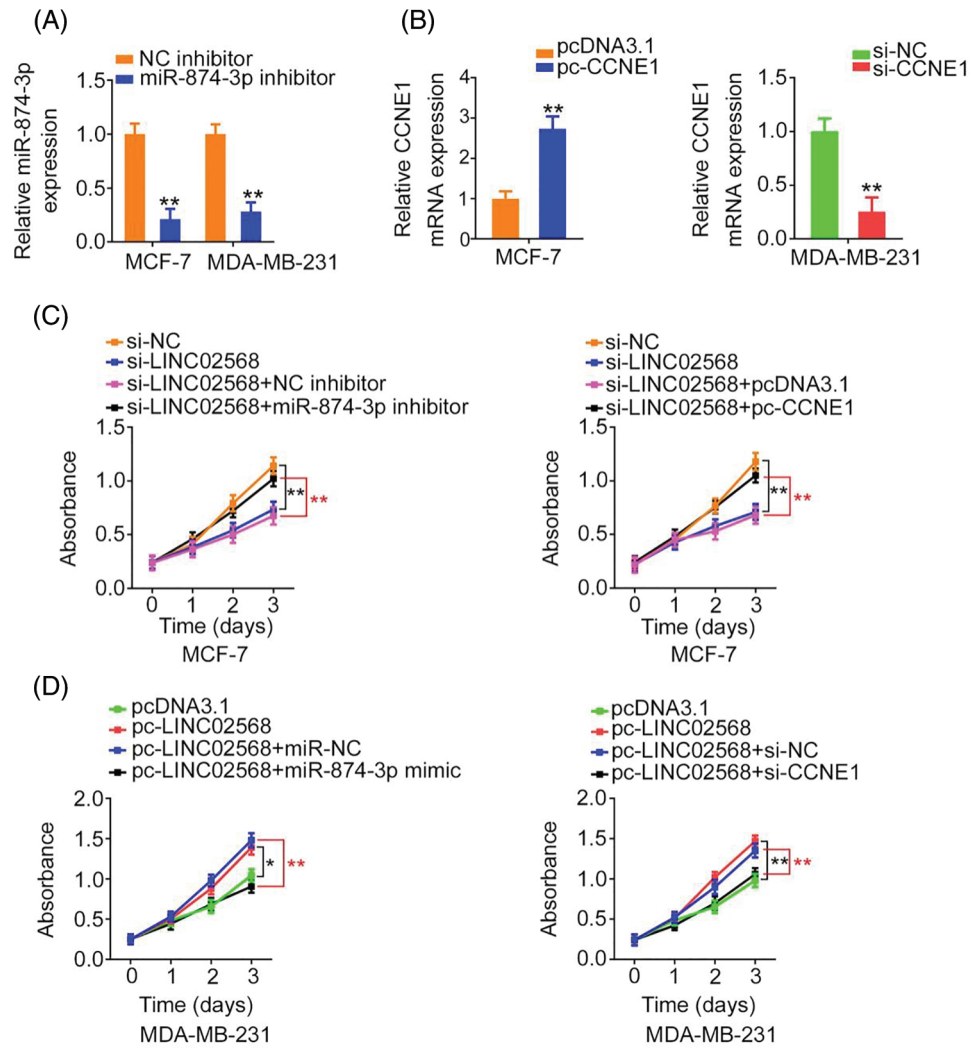 (A)
NC inhibitor
miR-874-3p inhibitor
Relative miR-874-3p
expression
1.5
1.0
0.5
0.0
**
**
MCF-7
MDA-MB-231
(B)
pcDNA3.1
pc-CCNE1
Relative CCNE1
mRNA expression
4
3
2
1
0
**
MCF-7
si-NC
si-CCNE1
Relative CCNE1
mRNA expression
1.5
1.0
0.5
0.0
**
MDA-MB-231
(C)
si-NC
si-LINC02568
si-LINC02568+NC inhibitor
si-LINC02568+miR-874-3p inhibitor
Absorbance
1.5
1.0
0.5
0.0
**
**
0 1 2 3
Time (days)
MCF-7
si-NC
si-LINC02568
si-LINC02568+pcDNA3.1
si-LINC02568+pc-CCNE1
Absorbance
1.5
1.0
0.5
0.0
**
**
0 1 2 3
Time (days)
MCF-7
(D)
pcDNA3.1
pc-LINC02568
pc-LINC02568+miR-NC
pc-LINC02568+miR-874-3p mimic
Absorbance
2.0
1.5
1.0
0.5
0.0
*
**
0 1 2 3
Time (days)
MDA-MB-231
pcDNA3.1
pc-LINC02568
pc-LINC02568+si-NC
pc-LINC02568+si-CCNE1
Absorbance
2.0
1.5
1.0
0.5
0.0
**
**
0 1 2 3
Time (days)
MDA-MB-231